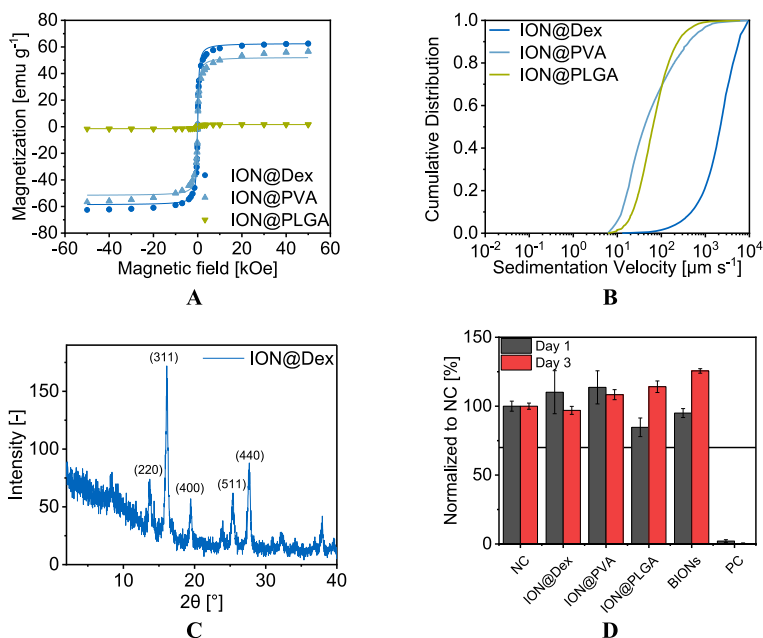 Magnetization [emu g⁻¹]
80
60
40
20
0
-20
-40
-60
-80
ION@Dex
ION@PVA
ION@PLGA
-60 -40 -20 0 20 40 60
Magnetic field [kOe]
A
Cumulative Distribution
1.0
0.8
0.6
0.4
0.2
0.0
ION@Dex
ION@PVA
ION@PLGA
10⁻² 10⁻¹ 10⁰ 10¹ 10² 10³ 10⁴
Sedimentation Velocity [µm s⁻¹]
B
Intensity [-]
150
100
50
0
ION@Dex
(311)
(220)
(400)
(511)
(440)
10 20 30 40
2θ [°]
C
Normalized to NC [%]
150
100
50
0
Day 1
Day 3
NC
ION@Dex
ION@PVA
ION@PLGA
BIONs
PC
D